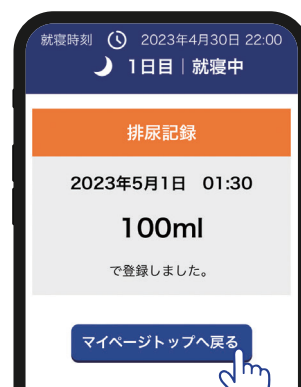 就寝時刻 2023年4月30日 22:00
1日目｜就寝中
排尿記録
2023年5月1日 01:30
100ml
で登録しました。
マイページトップへ戻る